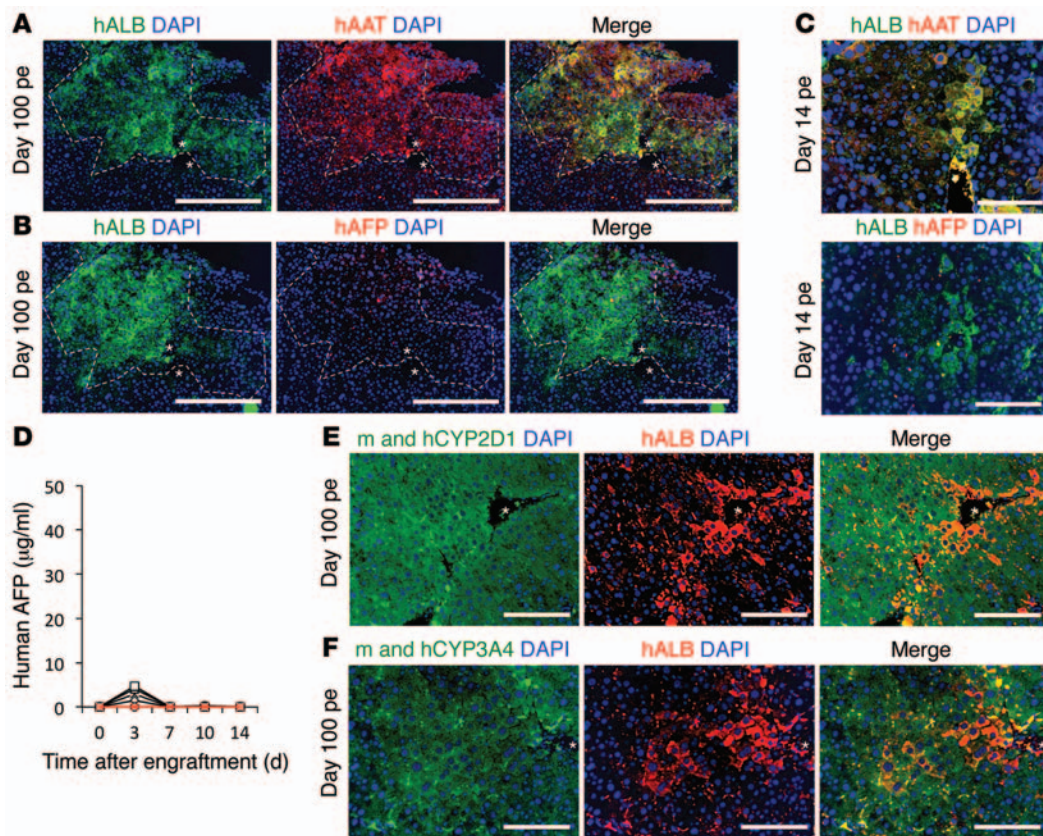 A
hALB DAPI
hAAT DAPI
Merge
Day 100 pe
B
hALB DAPI
hAFP DAPI
Merge
Day 100 pe
C
hALB hAAT DAPI
Day 14 pe
hALB hAFP DAPI
Day 14 pe
D
Human AFP (μg/ml)
50
40
30
20
10
0
0 3 7 10 14
Time after engraftment (d)
E
m and hCYP2D1 DAPI
hALB DAPI
Merge
Day 100 pe
F
m and hCYP3A4 DAPI
hALB DAPI
Merge
Day 100 pe